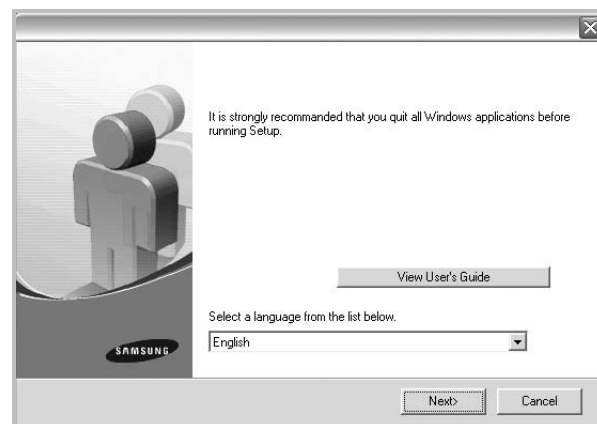 It is strongly recommanded that you quit all Windows applications before
running Setup.
View User's Guide
Select a language from the list below.
English
SAMSUNG
Next>
Cancel